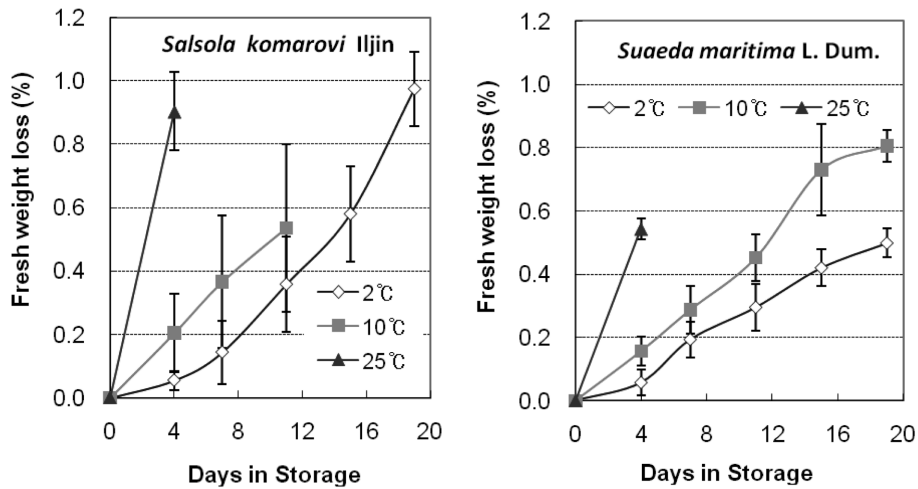 Salsola komarovi Iljin
Fresh weight loss (%)
1.2
1.0
0.8
0.6
0.4
0.2
0.0
2℃
10℃
25℃
0 4 8 12 16 20
Days in Storage
Suaeda maritima L. Dum.
2℃ 10℃ 25℃
Fresh weight loss (%)
1.2
1.0
0.8
0.6
0.4
0.2
0.0
0 4 8 12 16 20
Days in Storage